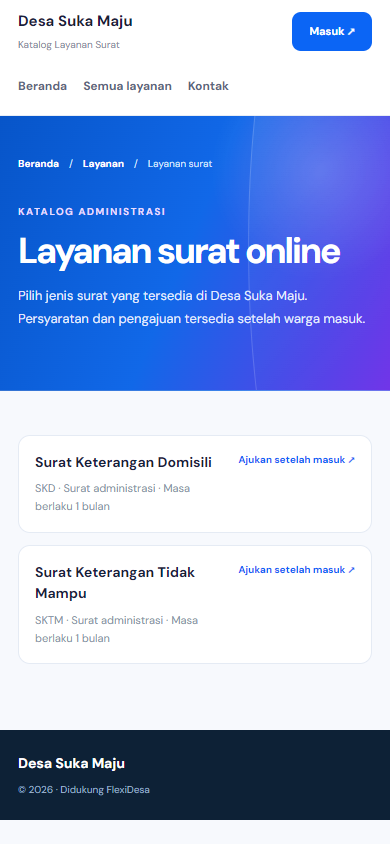 Desa Suka Maju
Katalog Layanan Surat
Masuk ↗
Beranda Semua layanan Kontak
Beranda / Layanan / Layanan surat
KATALOG ADMINISTRASI
Layanan surat online
Pilih jenis surat yang tersedia di Desa Suka Maju.
Persyaratan dan pengajuan tersedia setelah warga masuk.
Surat Keterangan Domisili
Ajukan setelah masuk ↗
SKD · Surat administrasi · Masa
berlaku 1 bulan
Surat Keterangan Tidak
Mampu
Ajukan setelah masuk ↗
SKTM · Surat administrasi · Masa
berlaku 1 bulan
Desa Suka Maju
© 2026 · Didukung FlexiDesa